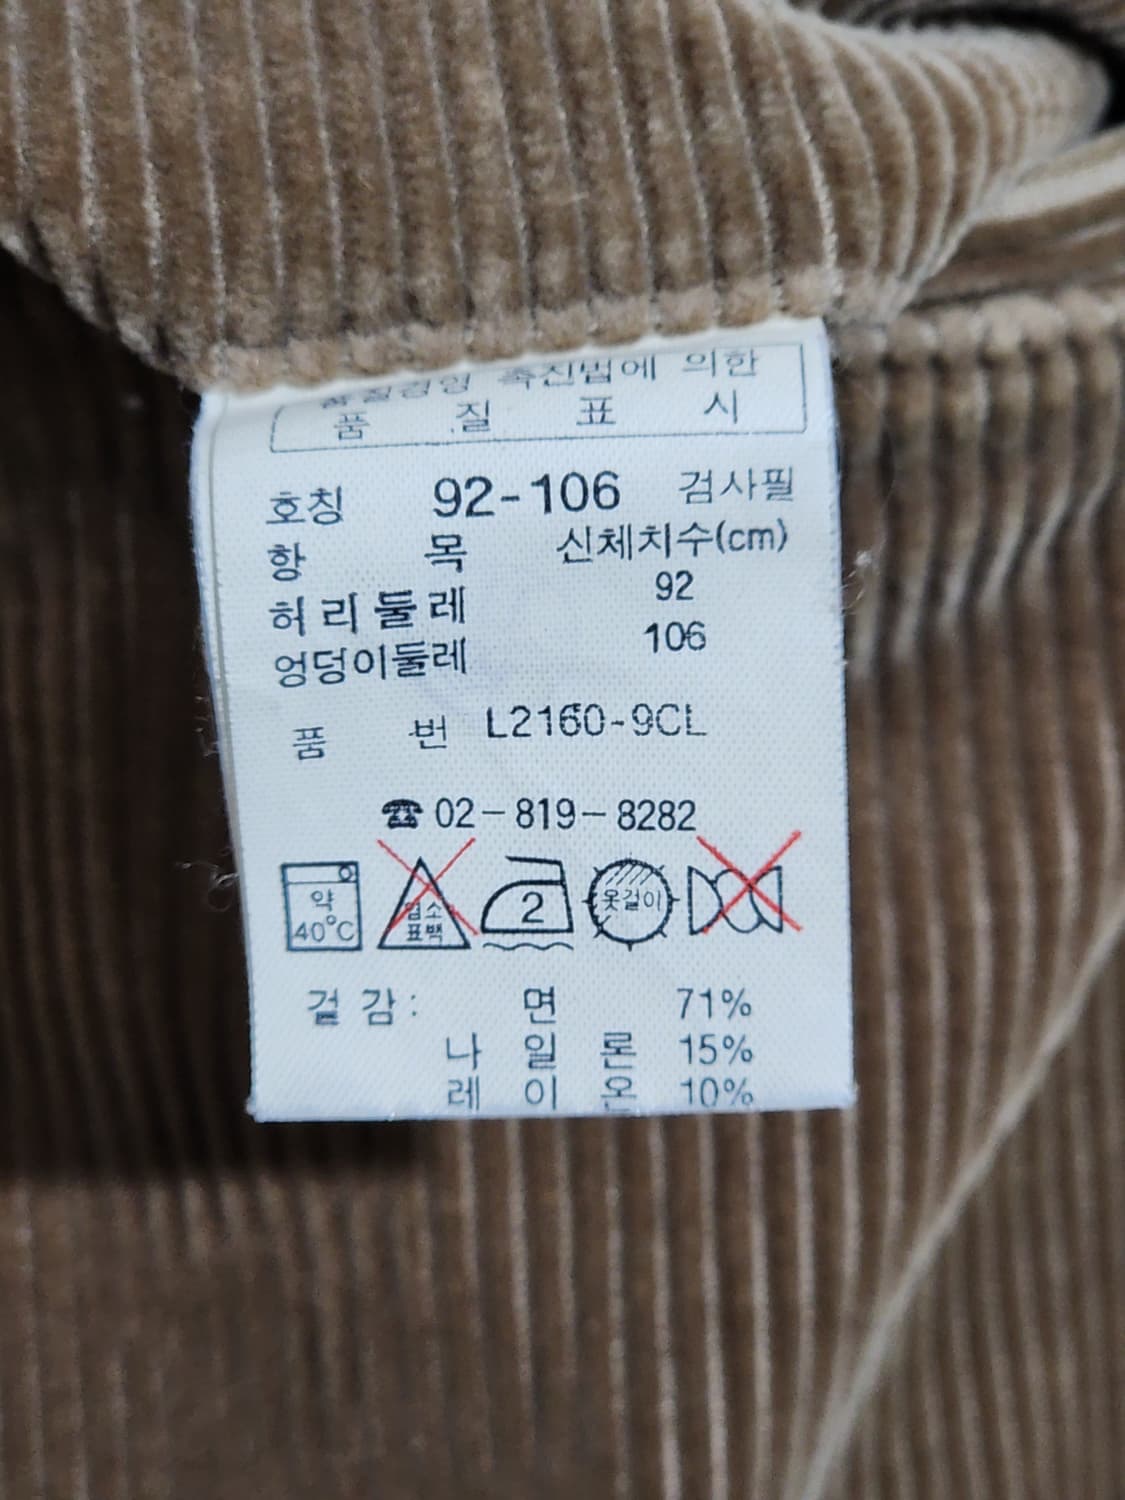 품질경영 촉진법에 의한
품 질 표 시
호칭 92-106 검사필
항 목 신체치수(cm)
허리둘레 92
엉덩이둘레 106
품 번 L2160-9CL
☎02-819-8282
약 40℃
염소 표백
2
옷걸이
겉감: 면 71%
나 일 론 15%
레 이 온 10%